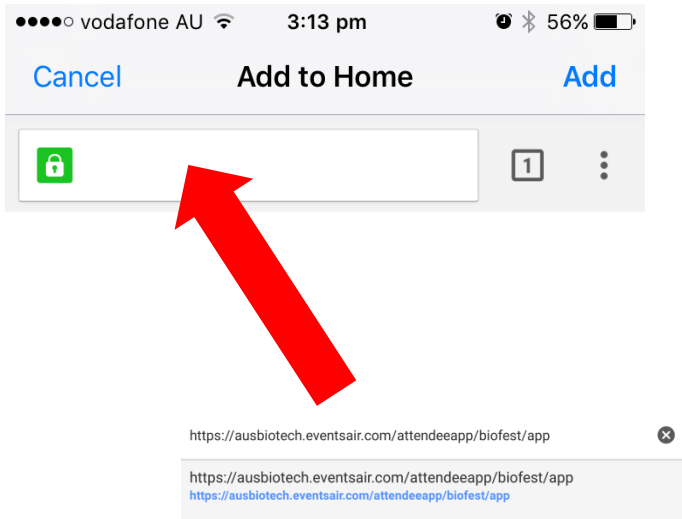 vodafone AU 3:13 pm 56%
Cancel Add to Home Add
1
https://ausbiotech.eventsair.com/attendeeapp/biofest/app
https://ausbiotech.eventsair.com/attendeeapp/biofest/app
https://ausbiotech.eventsair.com/attendeeapp/biofest/app